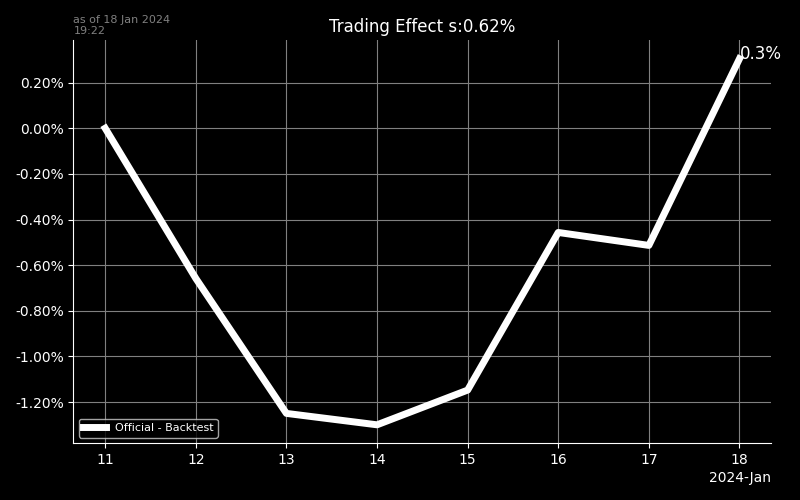 as of 18 Jan 2024
19:22
Trading Effect s:0.62%
0.3%
0.20%
0.00%
-0.20%
-0.40%
-0.60%
-0.80%
-1.00%
-1.20%
Official - Backtest
11 12 13 14 15 16 17 18
2024-Jan